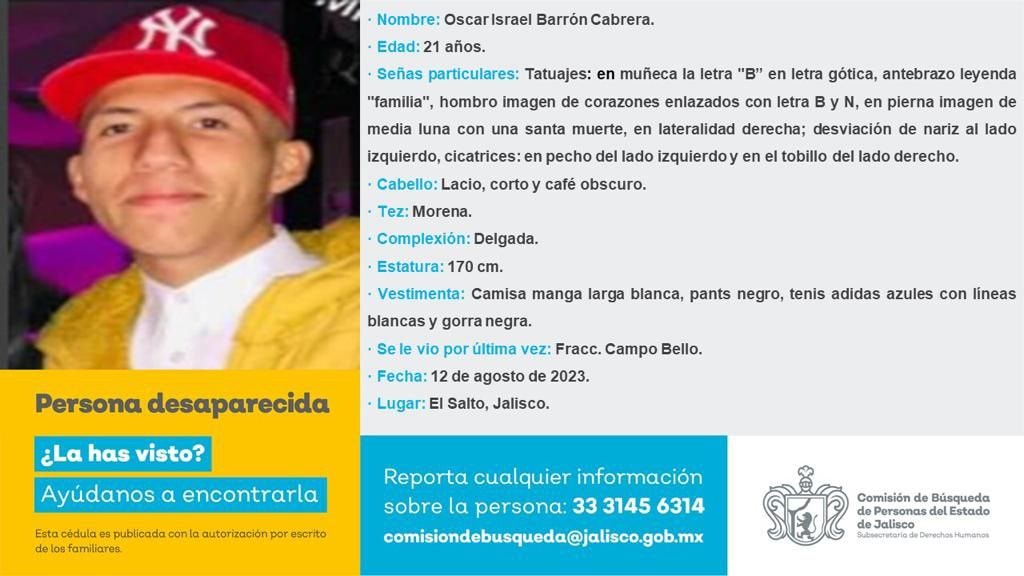 NY
· Nombre: Oscar Israel Barrón Cabrera.
· Edad: 21 años.
· Señas particulares: Tatuajes: en muñeca la letra "B” en letra gótica, antebrazo leyenda
"familia", hombro imagen de corazones enlazados con letra B y N, en pierna imagen de
media luna con una santa muerte, en lateralidad derecha; desviación de nariz al lado
izquierdo, cicatrices: en pecho del lado izquierdo y en el tobillo del lado derecho.
· Cabello: Lacio, corto y café obscuro.
· Tez: Morena.
· Complexión: Delgada.
· Estatura: 170 cm.
· Vestimenta: Camisa manga larga blanca, pants negro, tenis adidas azules con líneas
blancas y gorra negra.
· Se le vio por última vez: Fracc. Campo Bello.
· Fecha: 12 de agosto de 2023.
· Lugar: El Salto, Jalisco.
Persona desaparecida
¿La has visto?
Ayúdanos a encontrarla
Esta cédula es publicada con la autorización por escrito
de los familiares.
Reporta cualquier información
sobre la persona: 33 3145 6314
comisiondebusqueda@jalisco.gob.mx
Comisión de Búsqueda
de Personas del Estado
de Jalisco
Subsecretaría de Derechos Humanos